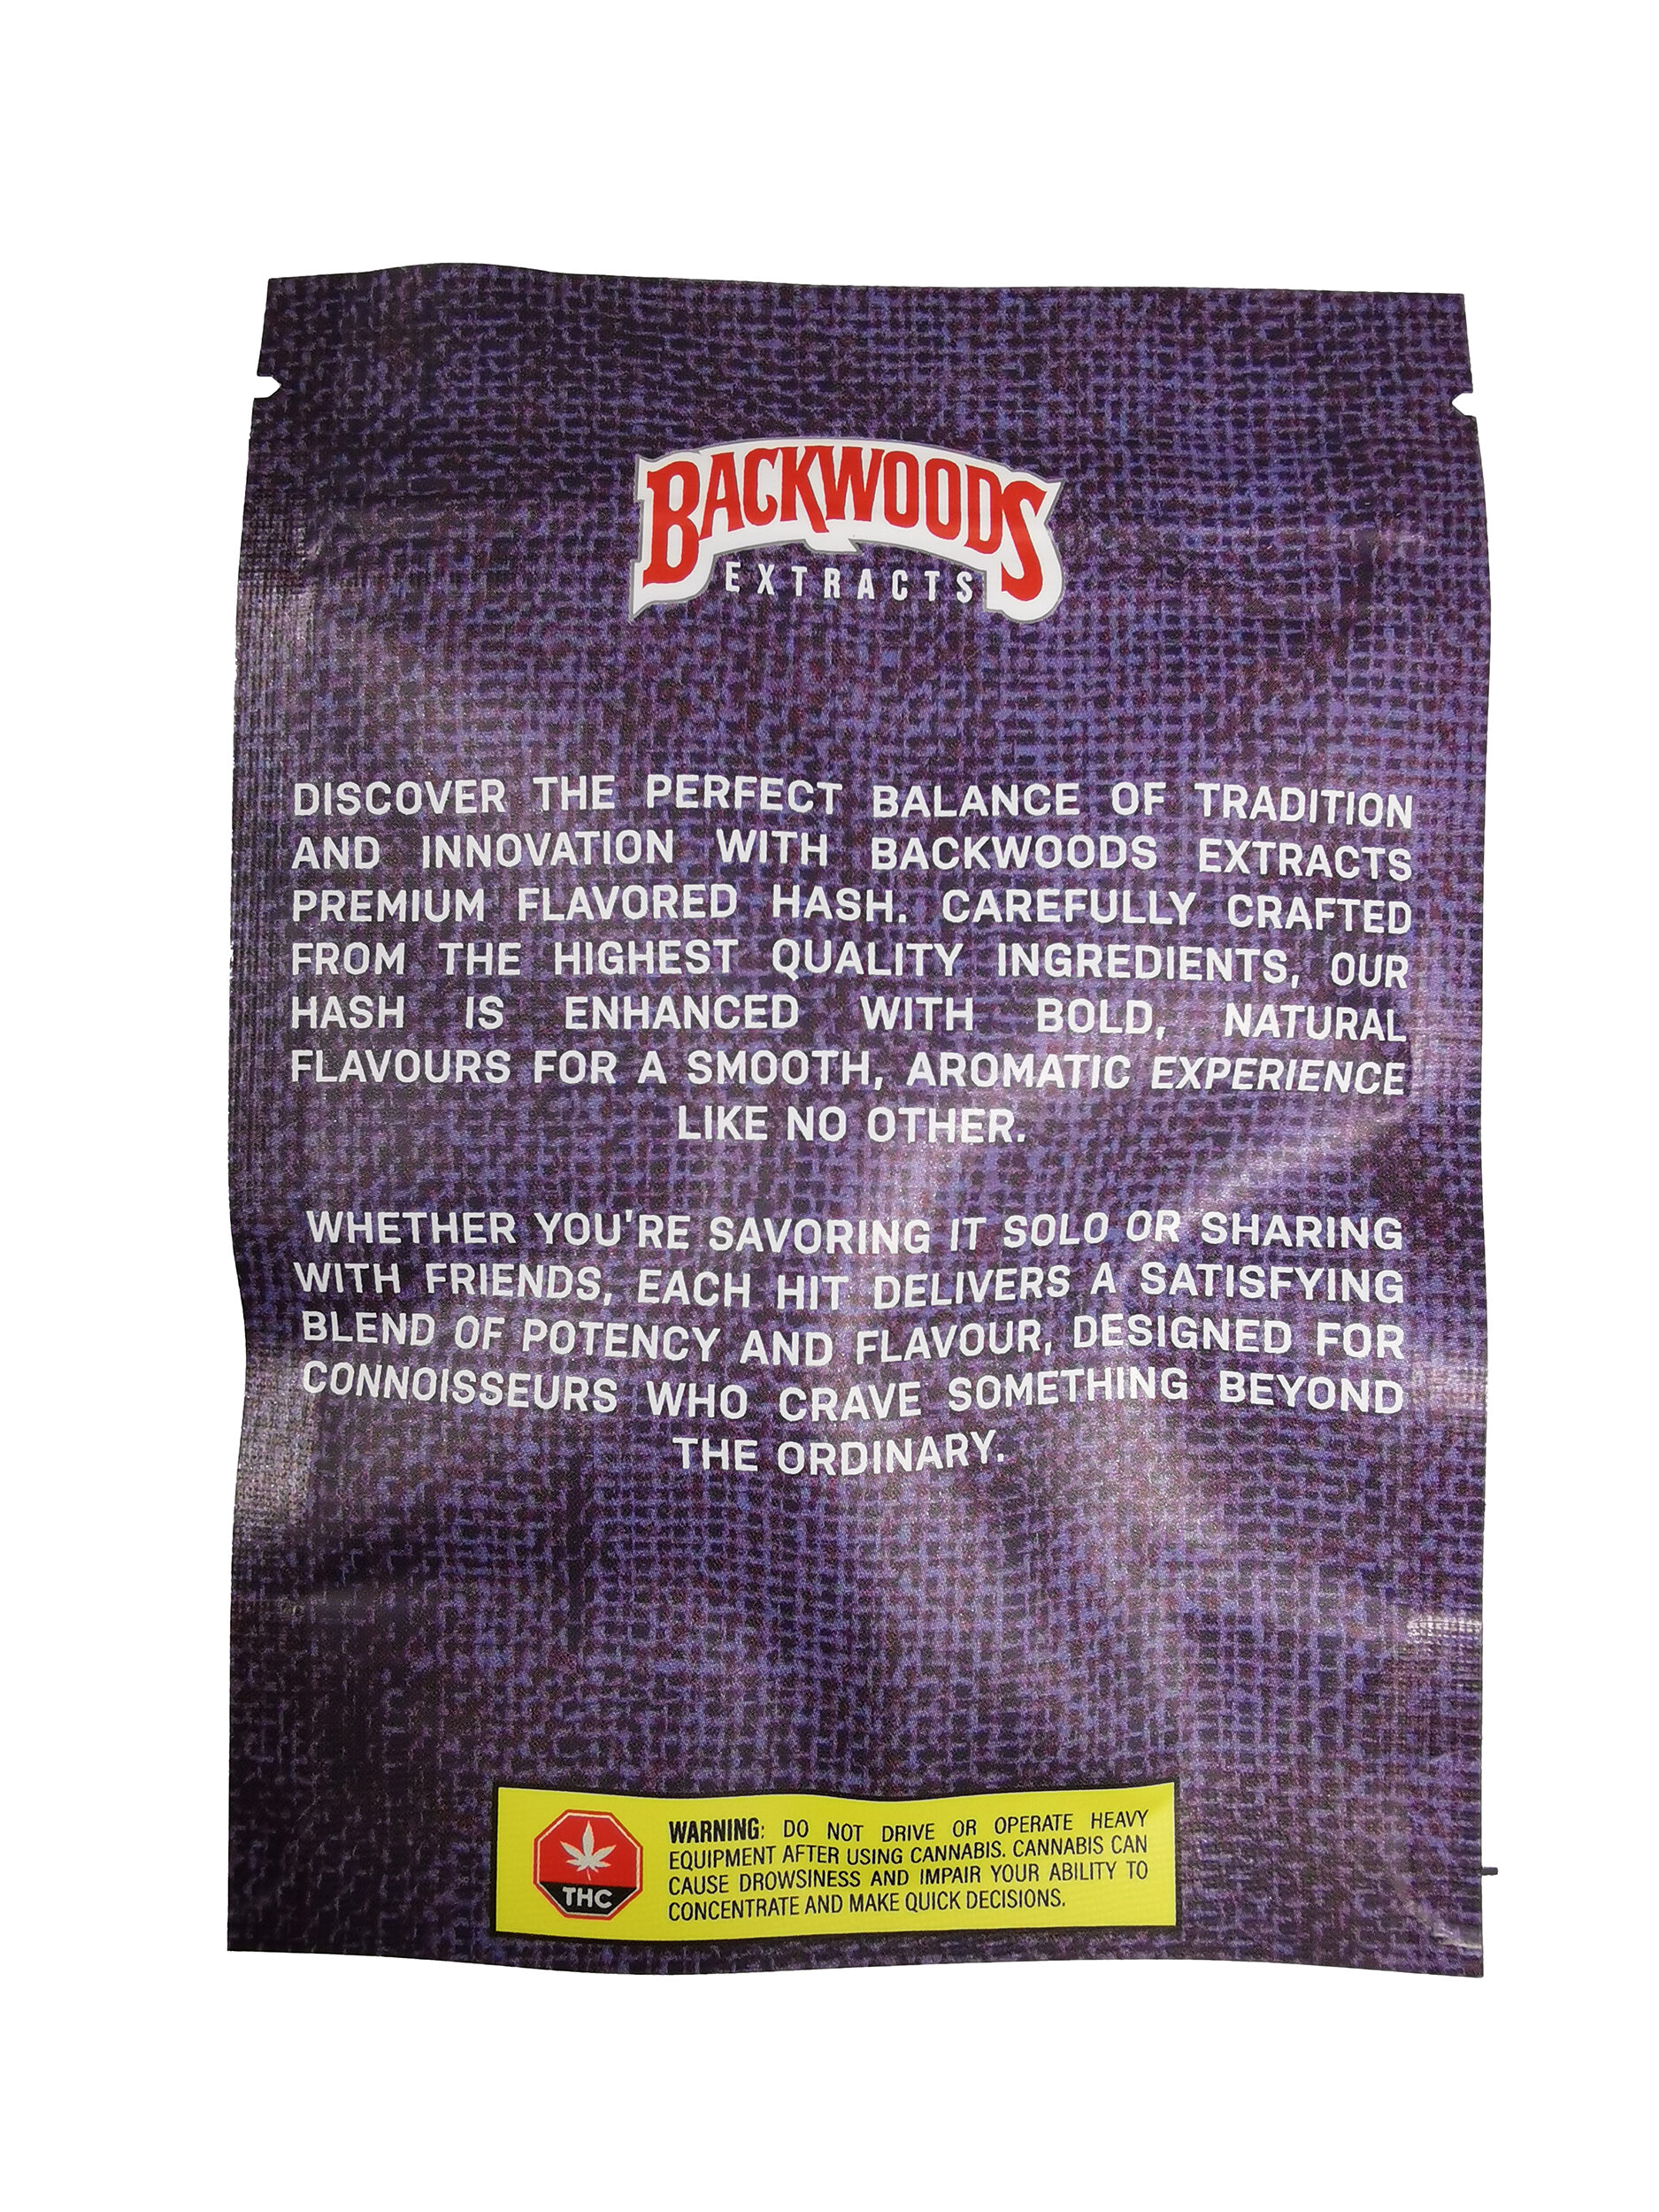 BACKWOODS
EXTRACTS
DISCOVER THE PERFECT BALANCE OF TRADITION
AND INNOVATION WITH BACKWOODS EXTRACTS
PREMIUM FLAVORED HASH. CAREFULLY CRAFTED
FROM THE HIGHEST QUALITY INGREDIENTS, OUR
HASH IS ENHANCED WITH BOLD, NATURAL
FLAVOURS FOR A SMOOTH, AROMATIC EXPERIENCE
LIKE NO OTHER.
WHETHER YOU'RE SAVORING IT SOLO OR SHARING
WITH FRIENDS, EACH HIT DELIVERS A SATISFYING
BLEND OF POTENCY AND FLAVOUR, DESIGNED FOR
CONNOISSEURS WHO CRAVE SOMETHING BEYOND
THE ORDINARY.
THC
WARNING: DO NOT DRIVE OR OPERATE HEAVY
EQUIPMENT AFTER USING CANNABIS. CANNABIS CAN
CAUSE DROWSINESS AND IMPAIR YOUR ABILITY TO
CONCENTRATE AND MAKE QUICK DECISIONS.